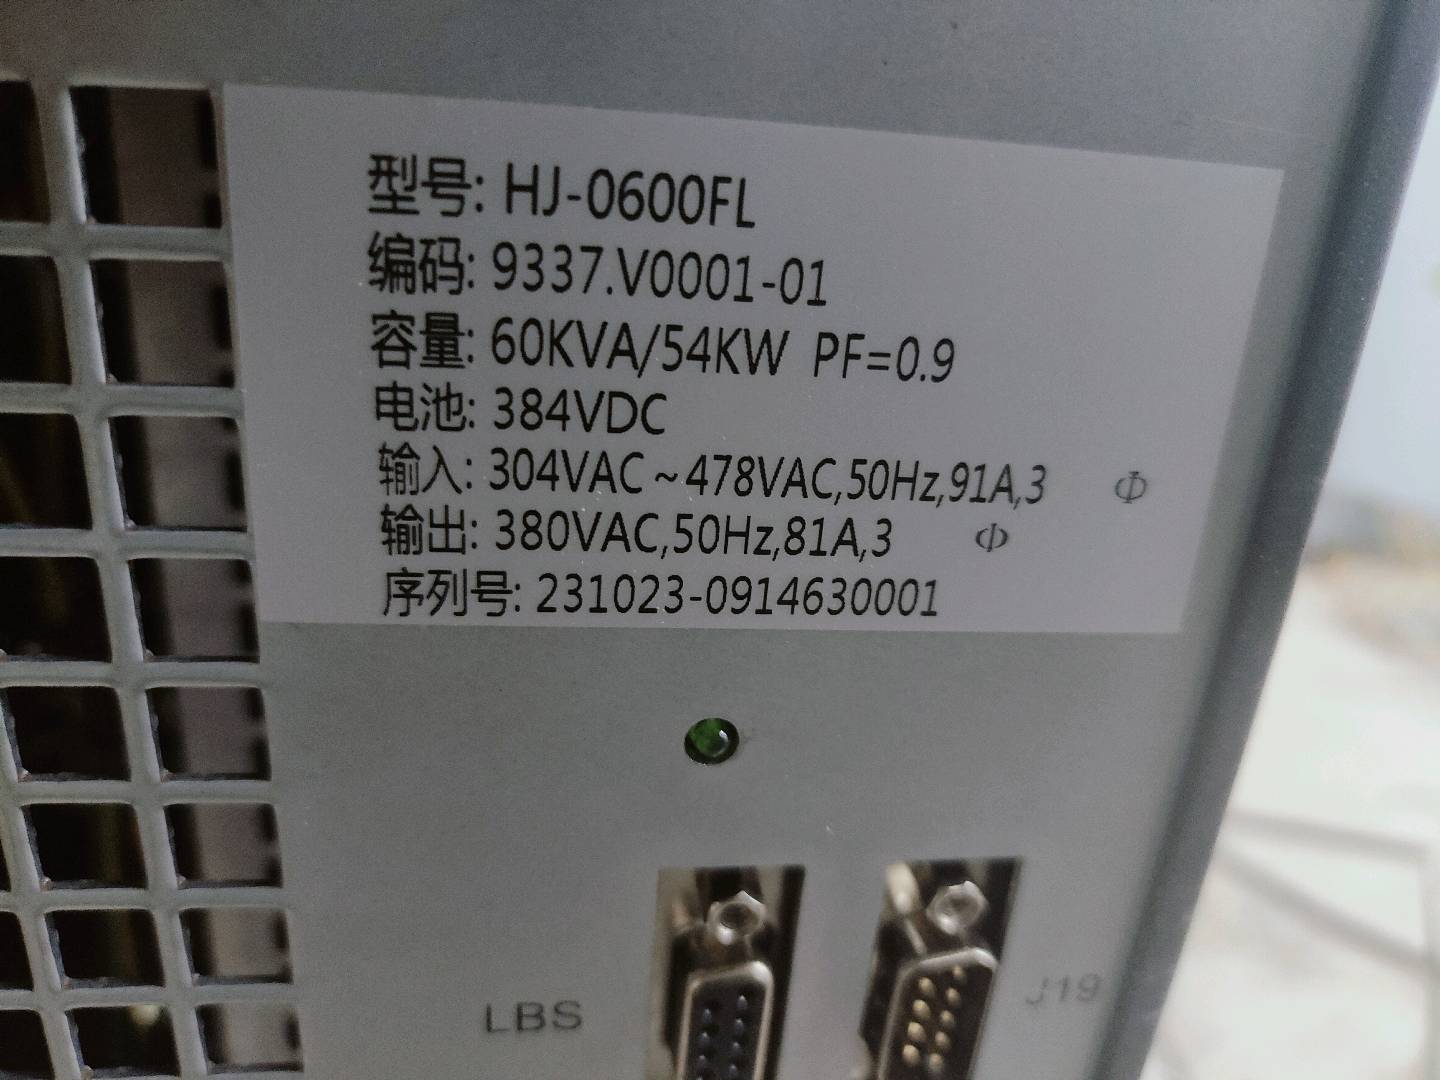 型号: HJ-0600FL
编码: 9337.V0001-01
容量: 60KVA/54KW PF=0.9
电池: 384VDC
输入: 304VAC~478VAC,50Hz,91A,3 Φ
输出: 380VAC,50Hz,81A,3 Φ
序列号: 231023-0914630001
LBS
J19